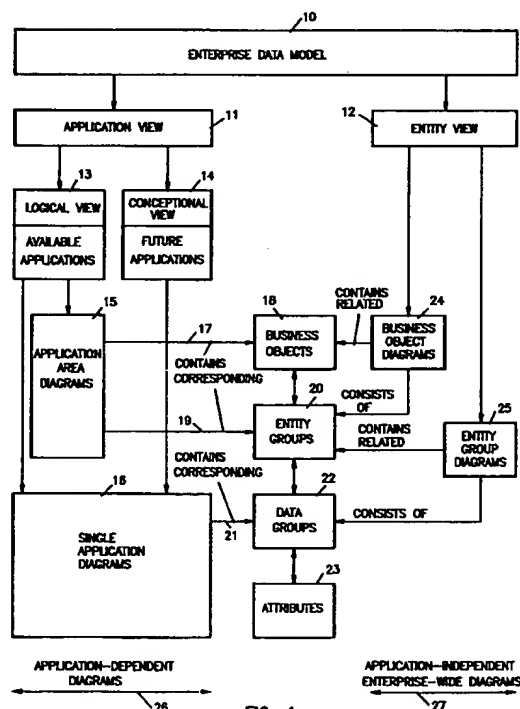 10
ENTERPRISE DATA MODEL
11
APPLICATION VIEW
12
ENTITY VIEW
13
LOGICAL VIEW
AVAILABLE
APPLICATIONS
14
CONCEPTIONAL
VIEW
FUTURE
APPLICATIONS
15
APPLICATION
AREA
DIAGRAMS
17
CONTAINS
CORRESPONDING
19
18
BUSINESS
OBJECTS
CONTAINS
RELATED
24
BUSINESS
OBJECT
DIAGRAMS
20
ENTITY
GROUPS
CONSISTS
OF
CONTAINS
RELATED
25
ENTITY
GROUP
DIAGRAMS
CONTAINS
CORRESPONDING
16
SINGLE
APPLICATION
DIAGRAMS
21
22
DATA
GROUPS
CONSISTS OF
23
ATTRIBUTES
APPLICATION-DEPENDENT
DIAGRAMS
26
APPLICATION-INDEPENDENT
ENTERPRISE-WIDE DIAGRAMS
27